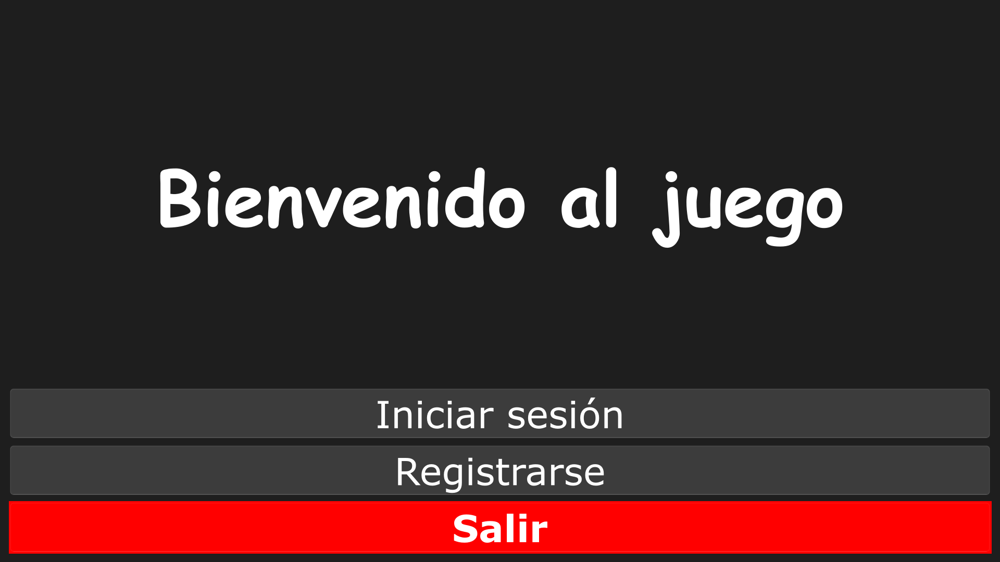 Bienvenido al juego
Iniciar sesión
Registrarse
Salir